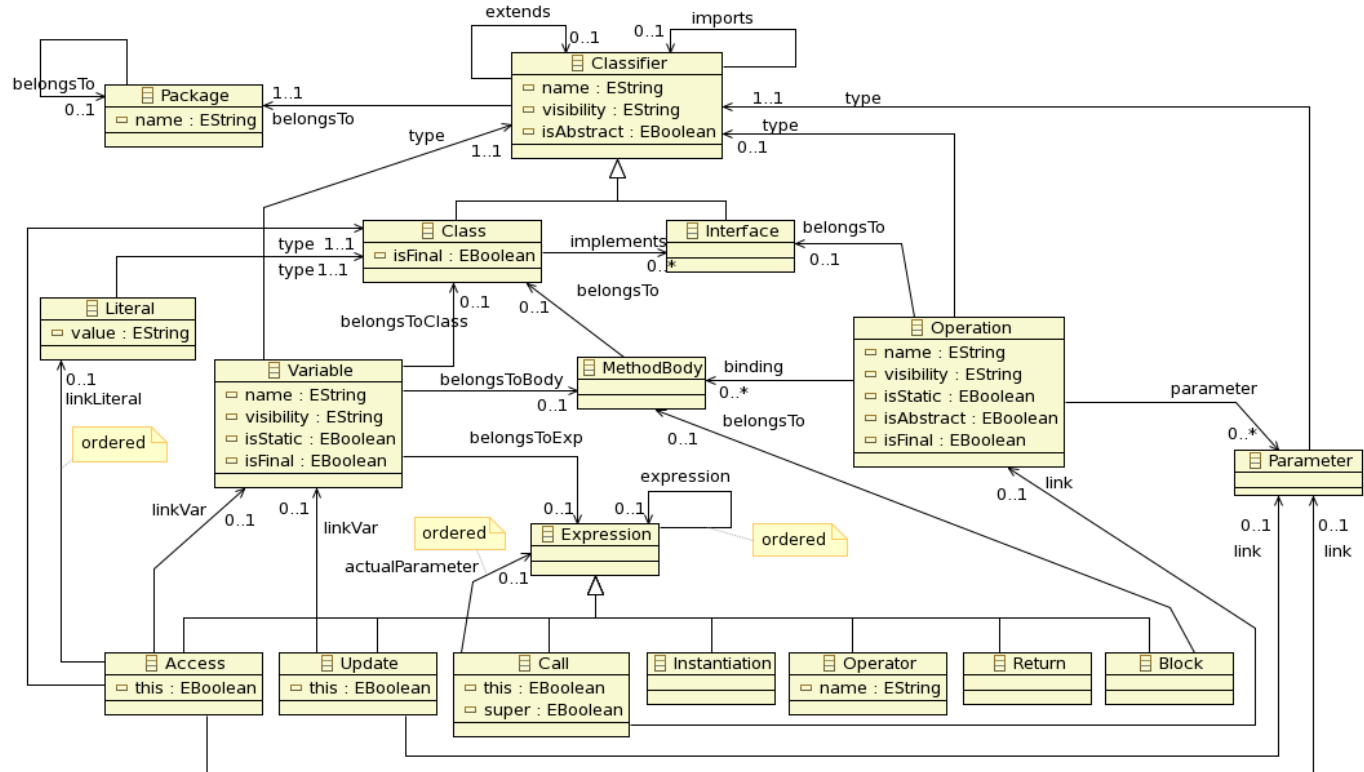 extends
0..1
imports
0..1
Classifier
name : EString
visibility : EString
isAbstract : EBoolean
belongsTo
0..1
Package
name : EString
1..1
belongsTo
type
1..1
1..1
type
type
0..1
Class
isFinal : EBoolean
type 1..1
type 1..1
implements
0..*
Interface
belongsTo
0..1
Literal
value : EString
0..1
linkLiteral
ordered
belongsToClass
0..1
0..1
belongsTo
Variable
name : EString
visibility : EString
isStatic : EBoolean
isFinal : EBoolean
belongsToBody
0..1
MethodBody
binding
0..*
belongsTo
0..1
Operation
name : EString
visibility : EString
isStatic : EBoolean
isAbstract : EBoolean
isFinal : EBoolean
parameter
0..*
Parameter
belongsToExp
0..1
expression
0..1
ordered
Expression
ordered
actualParameter
0..1
linkVar
0..1
0..1
linkVar
link
0..1
0..1
link
0..1
link
Access
this : EBoolean
Update
this : EBoolean
Call
this : EBoolean
super : EBoolean
Instantiation
Operator
name : EString
Return
Block